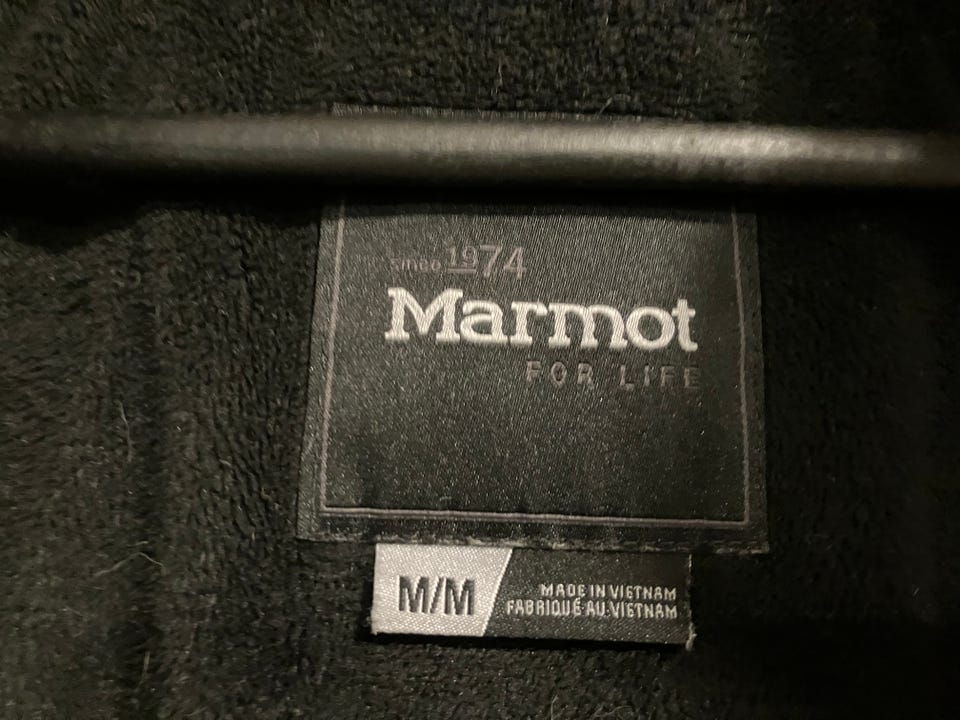 since 1974
Marmot
FOR LIFE
M/M
MADE IN VIETNAM
FABRIQUÉ AU VIETNAM